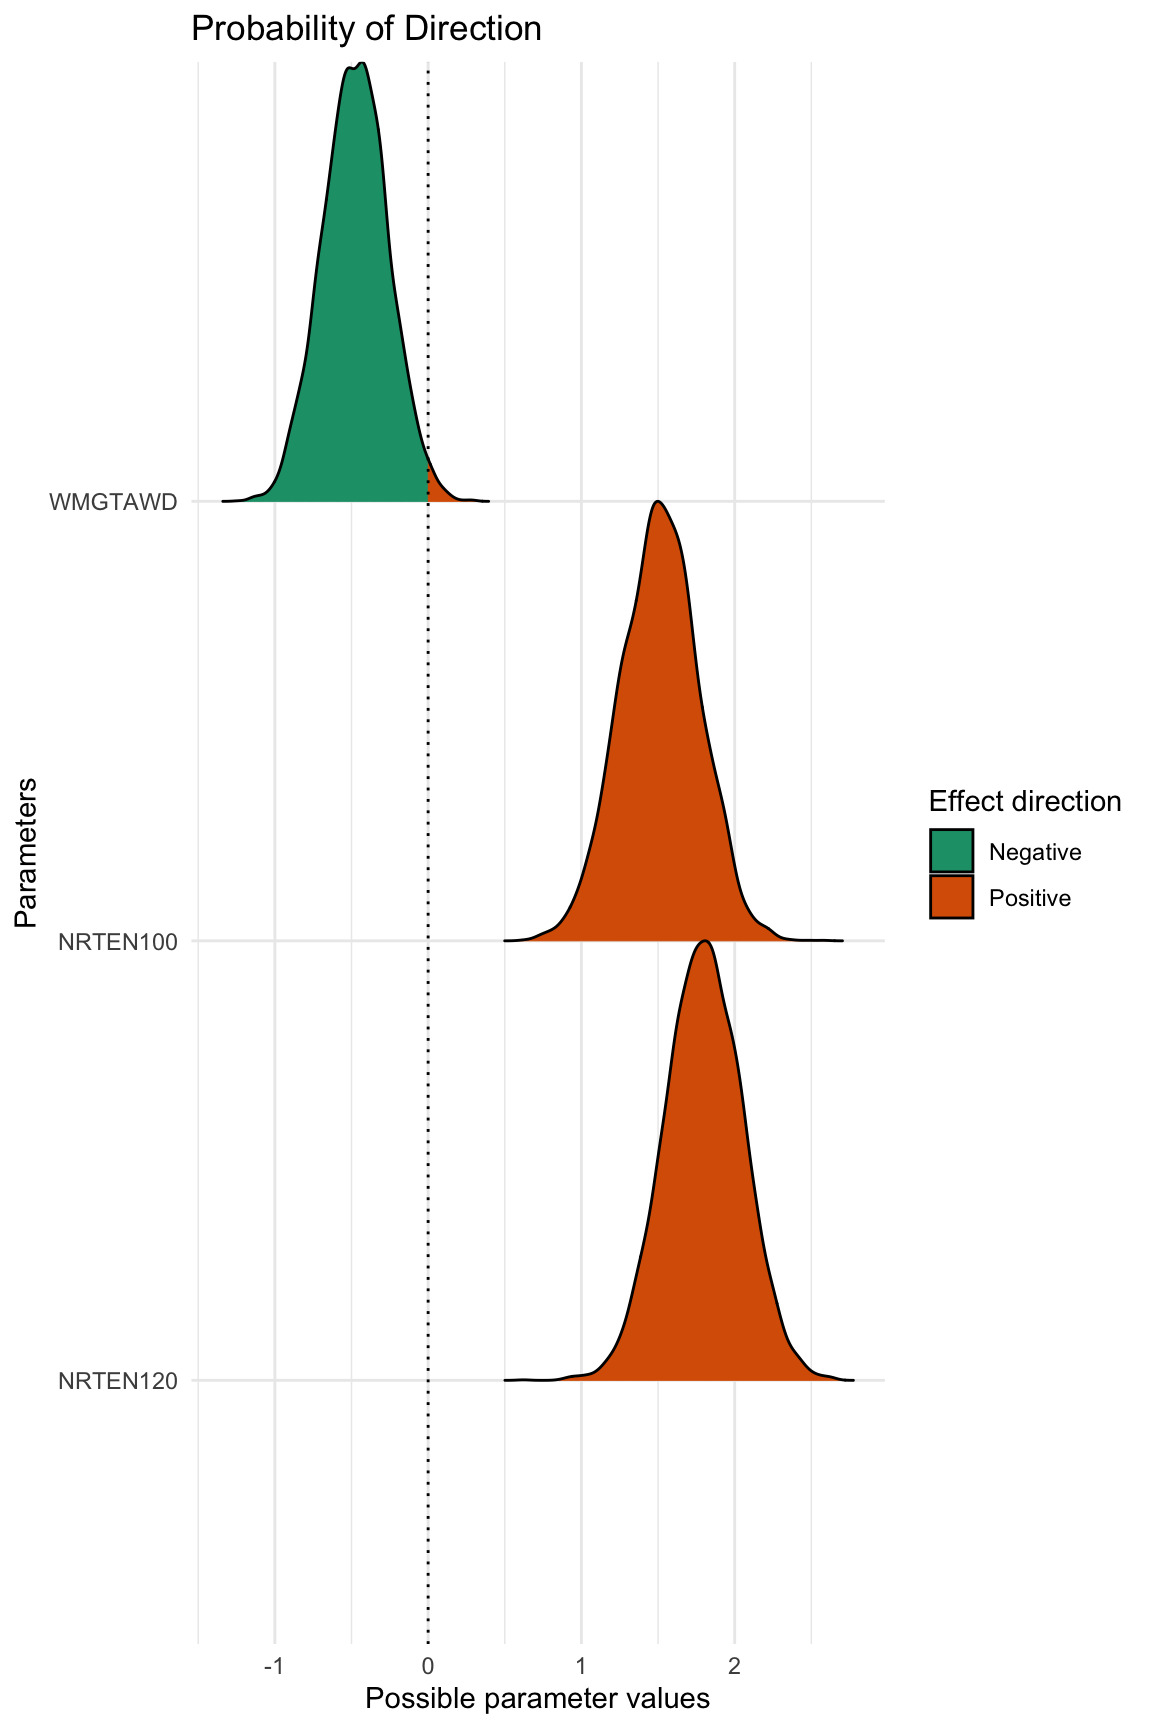 Probability of Direction
WMGTAWD
NRTEN100
NRTEN120
Parameters
-1 0 1 2
Possible parameter values
Effect direction
Negative
Positive